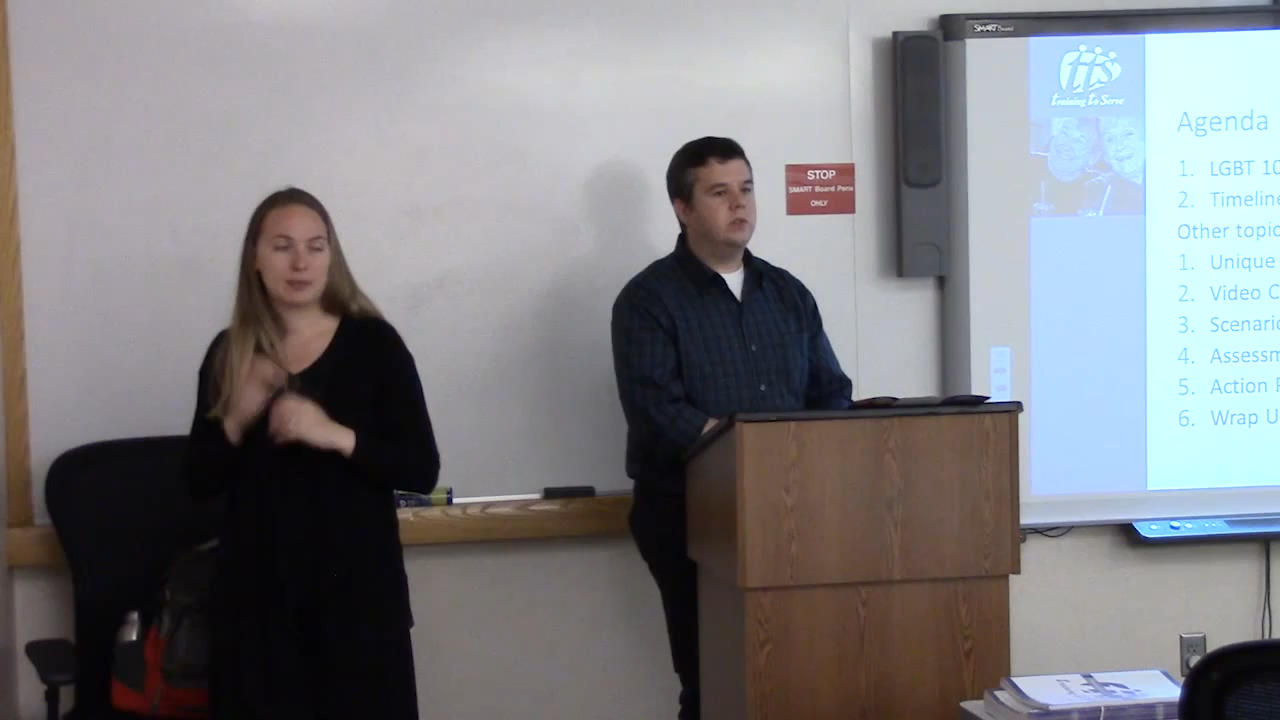 SMART Board
tts
Training to Serve
STOP
SMART Board Pens
ONLY
Agenda
1. LGBT 10
2. Timeline
Other topic
1. Unique
2. Video C
3. Scenario
4. Assessm
5. Action P
6. Wrap U